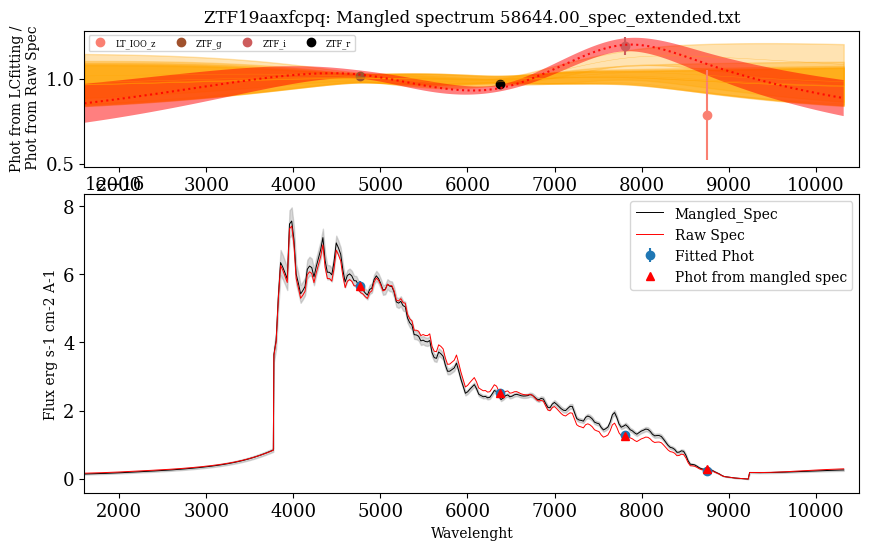 ZTF19aaxfcpq: Mangled spectrum 58644.00_spec_extended.txt
LT_IOO_z
ZTF_g
ZTF_i
ZTF_r
Phot from LCfitting /
Phot from Raw Spec
1.0
0.5
2000 3000 4000 5000 6000 7000 8000 9000 10000
1e−16
Mangled_Spec
Raw Spec
Fitted Phot
Phot from mangled spec
Flux erg s-1 cm-2 A-1
8
6
4
2
0
2000 3000 4000 5000 6000 7000 8000 9000 10000
Wavelenght